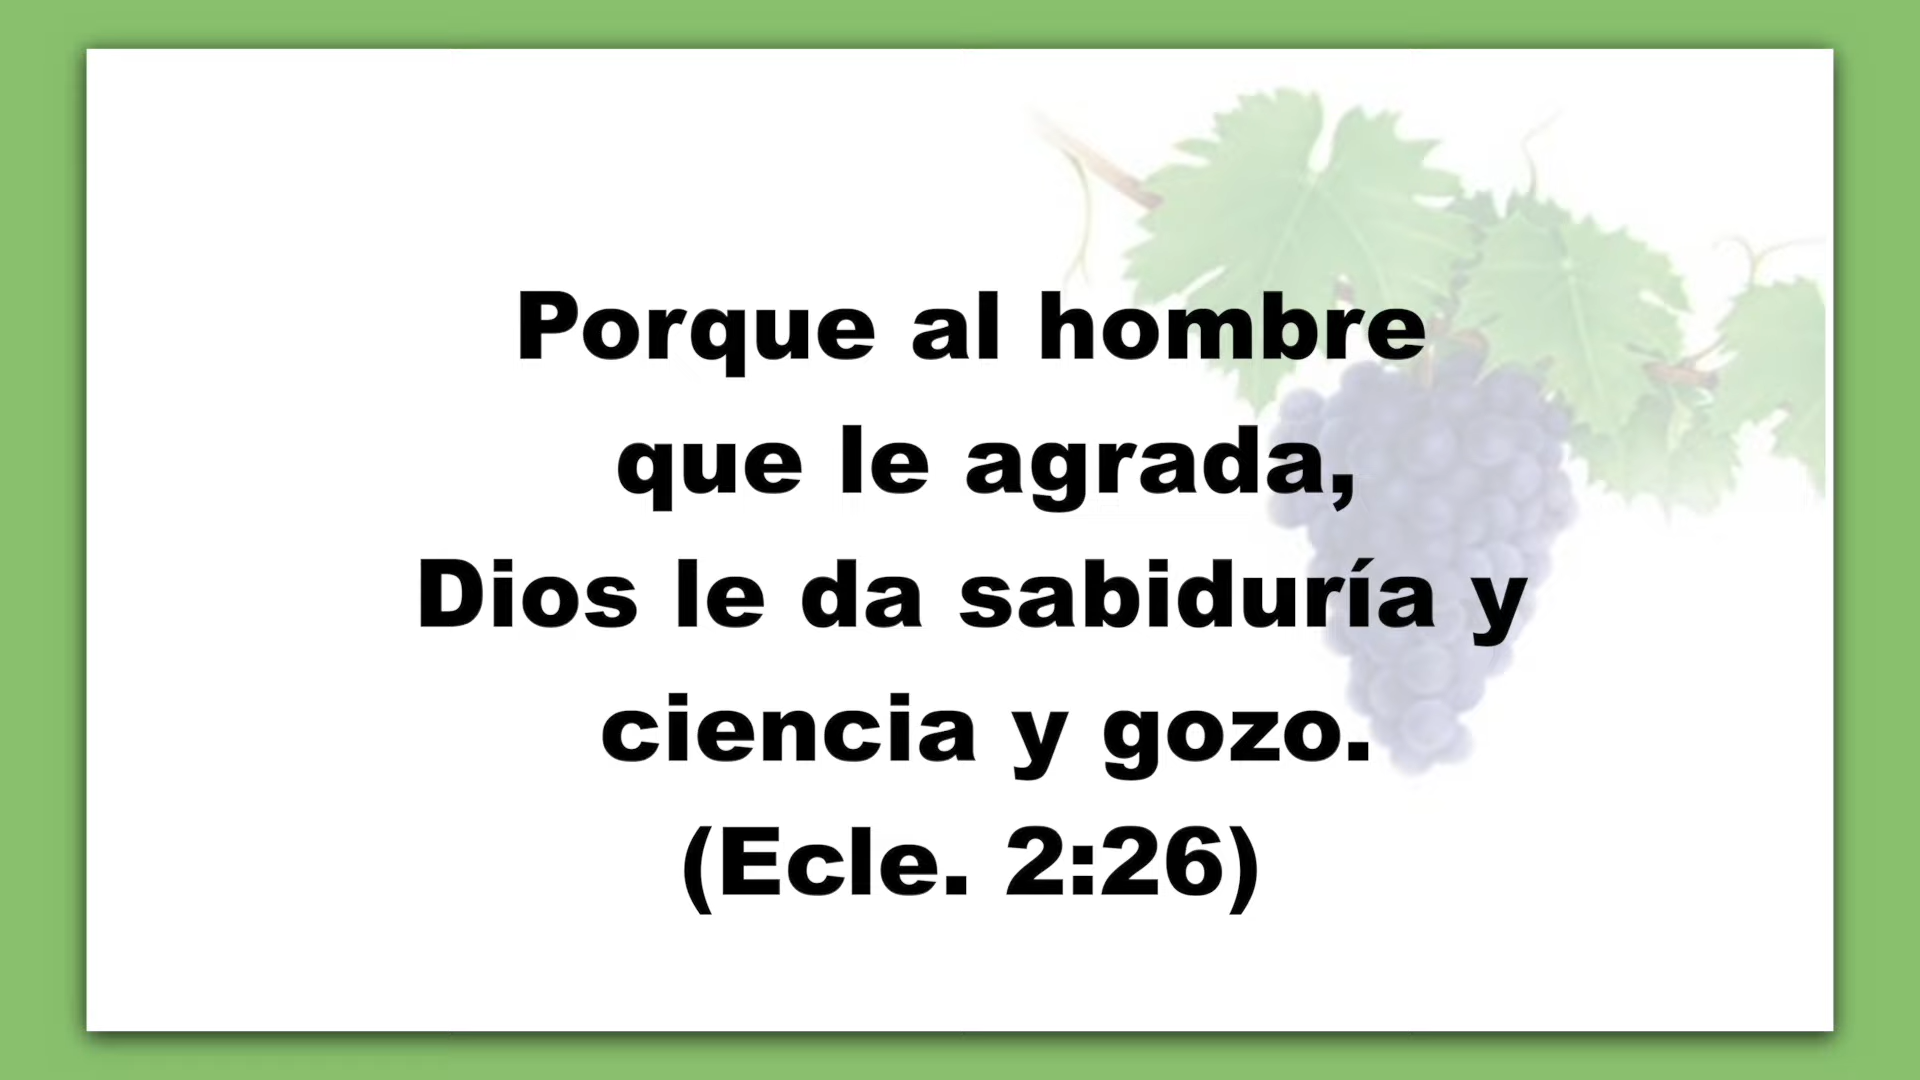 Porque al hombre
que le agrada,
Dios le da sabiduría y
ciencia y gozo.
(Ecle. 2:26)